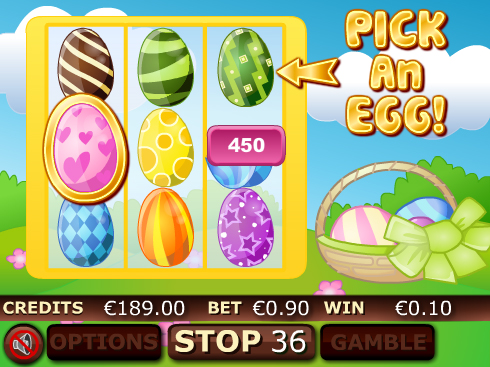 PICK
An
EGG!
450
CREDITS €189.00 BET €0.90 WIN €0.10
OPTIONS STOP 36 GAMBLE